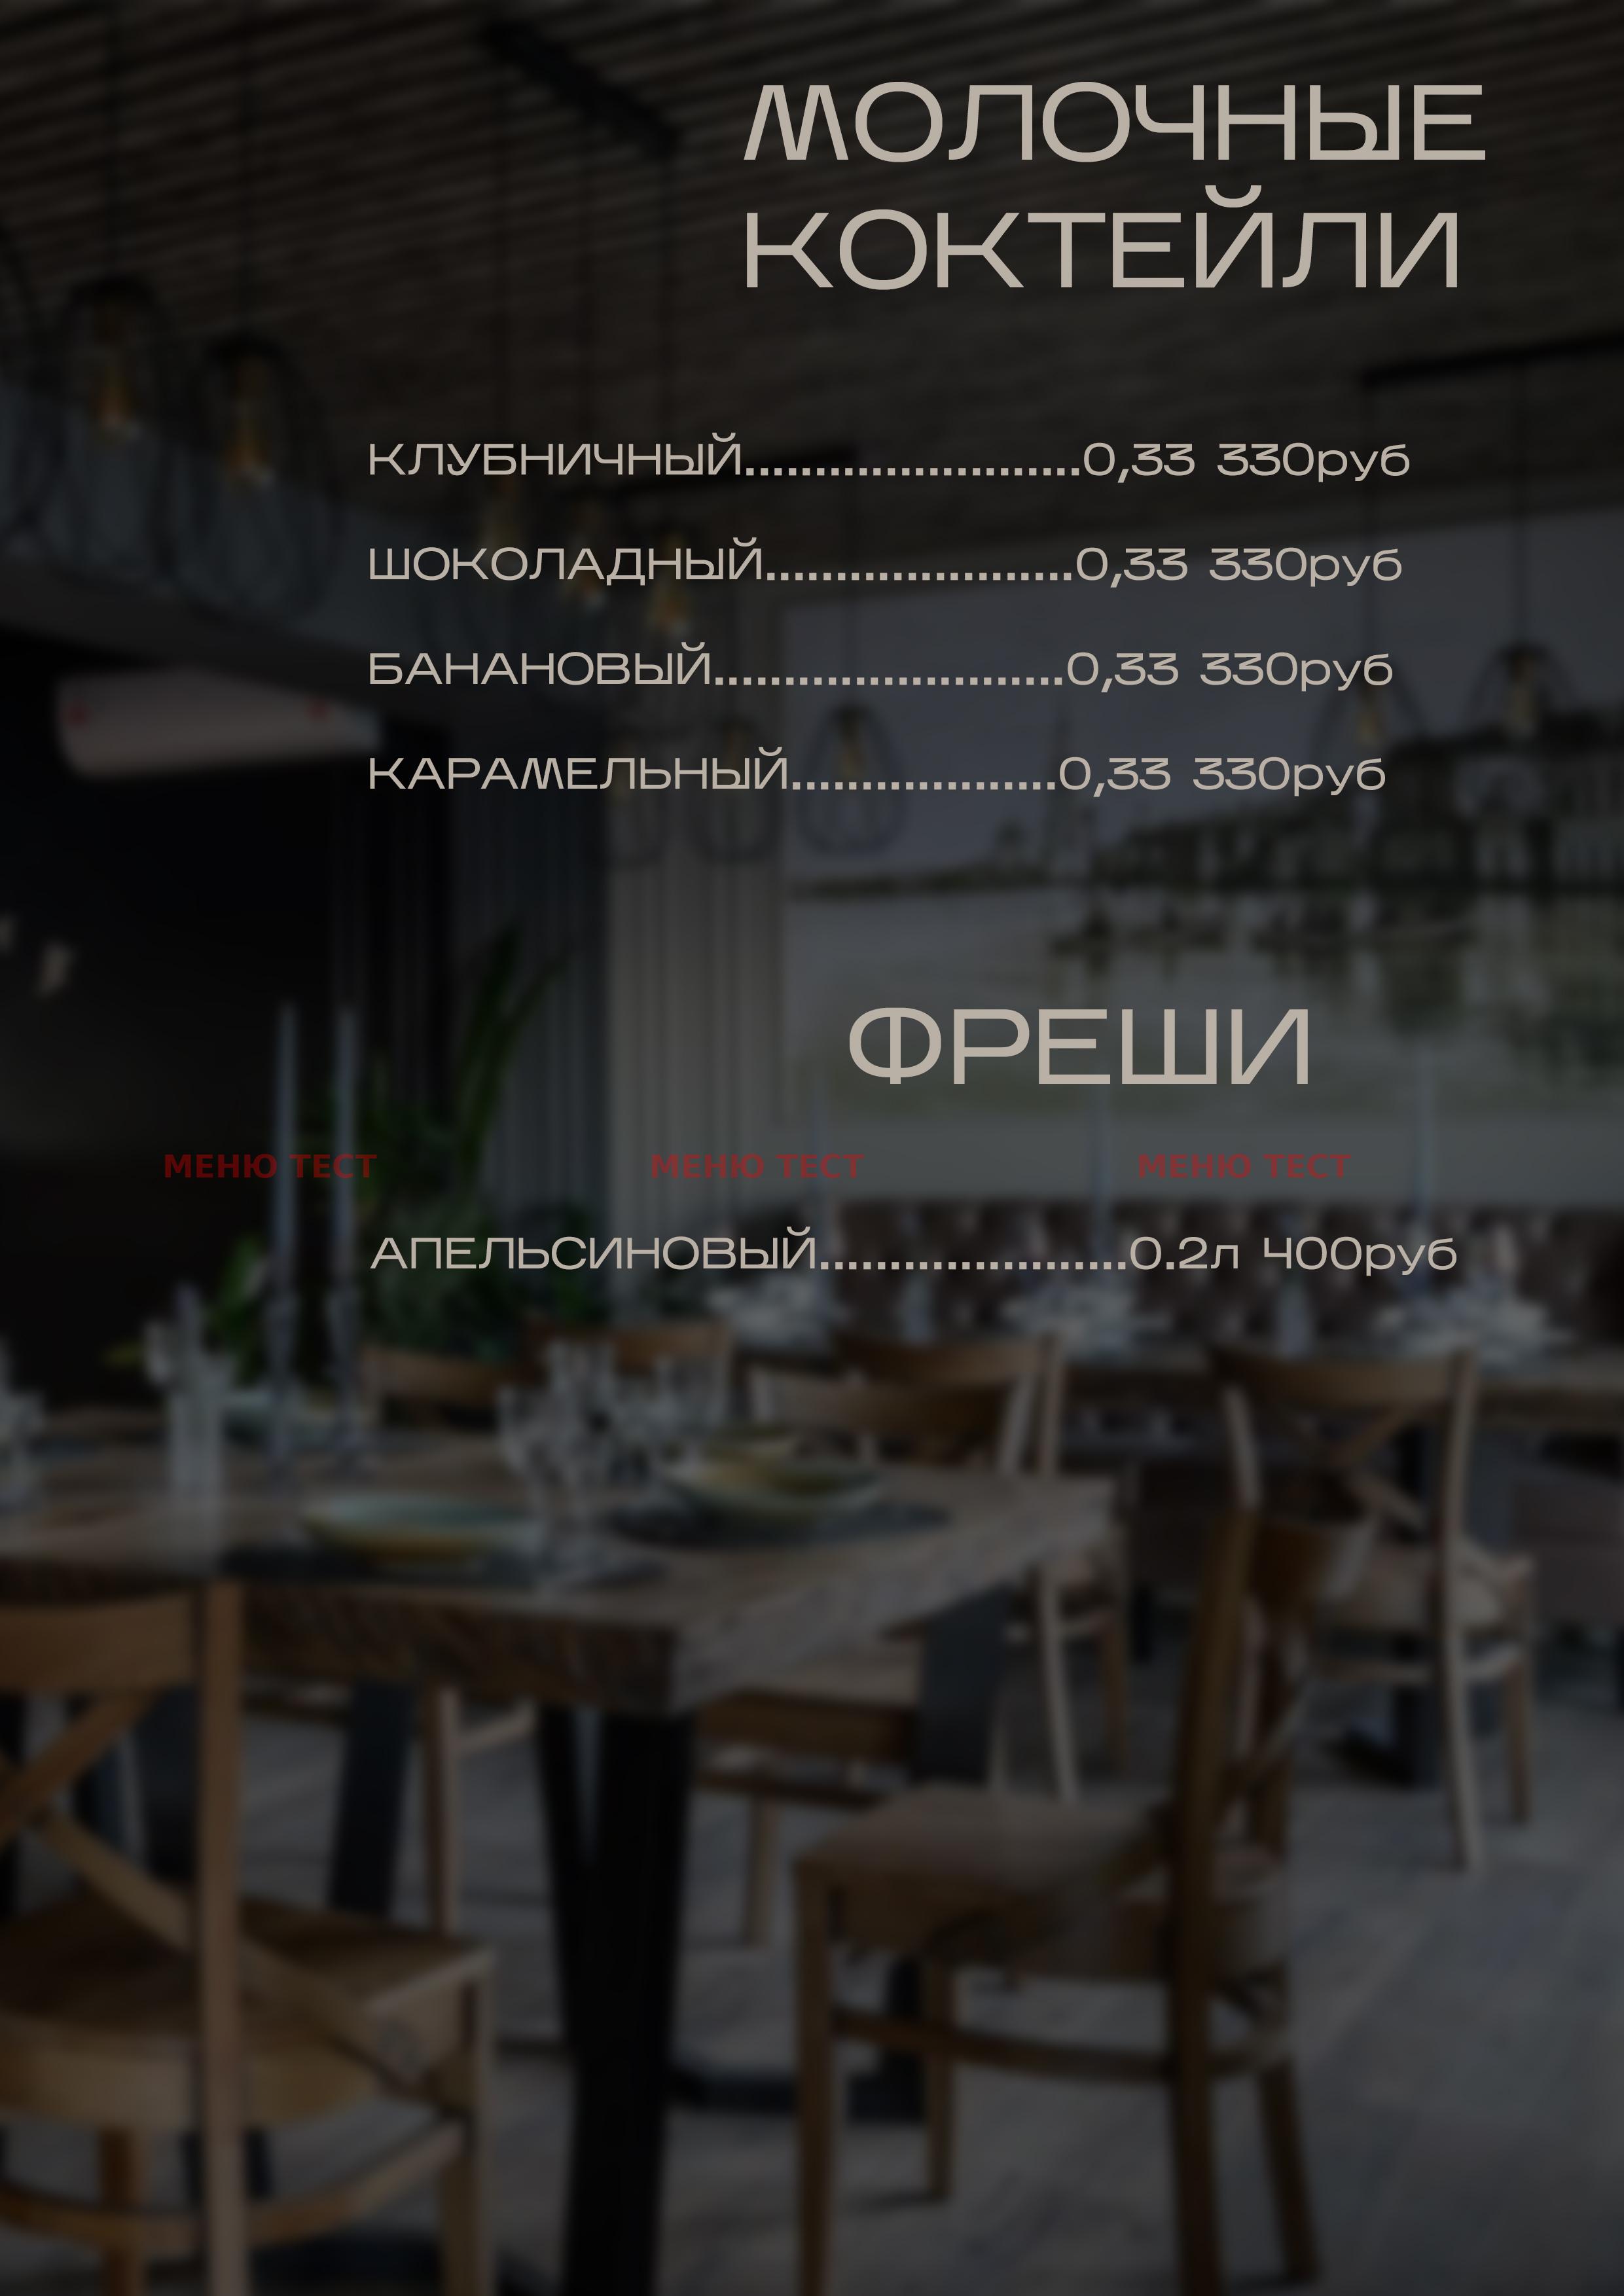 МОЛОЧНЫЕ
КОКТЕЙЛИ
КЛУБНИЧНЫЙ........................0,33 330руб
ШОКОЛАДНЫЙ......................0,33 330руб
БАНАНОВЫЙ.........................0,33 330руб
КАРАМЕЛЬНЫЙ...................0,33 330руб
ФРЕШИ
МЕНЮ ТЕСТ МЕНЮ ТЕСТ МЕНЮ ТЕСТ
АПЕЛЬСИНОВЫЙ......................0.2л 400руб